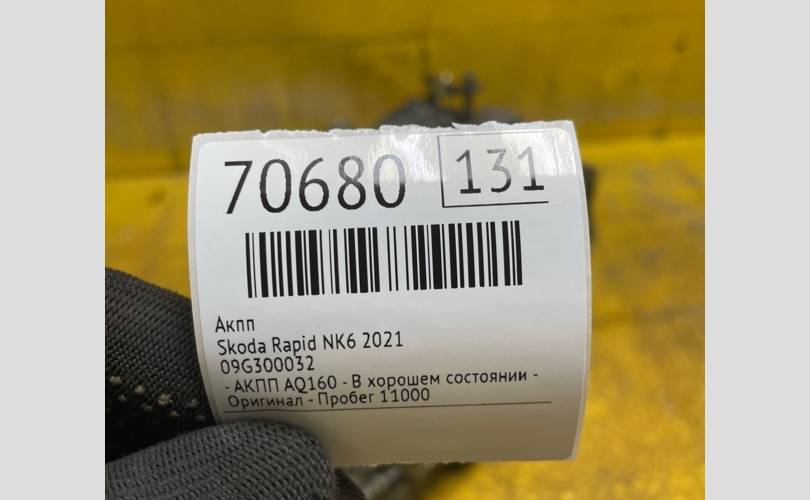 70680 131
Акпп
Skoda Rapid NK6 2021
09G300032
- АКПП AQ160 - В хорошем состоянии -
Оригинал - Пробег 11000